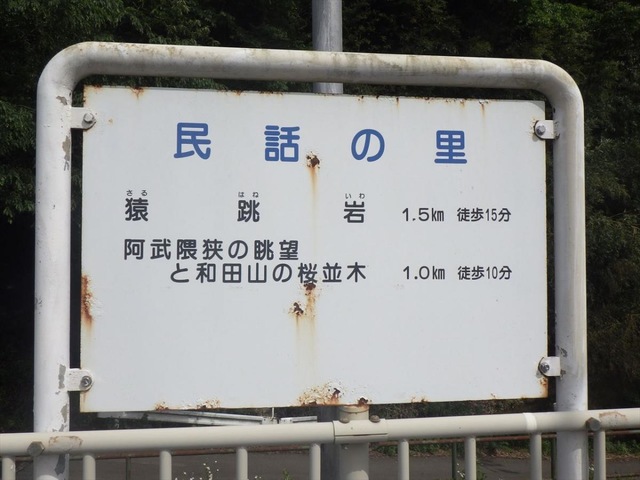 民話の里
さる はね いわ
猿跳岩 1.5km 徒歩15分
阿武隈狭の眺望
と和田山の桜並木 1.0km 徒歩10分